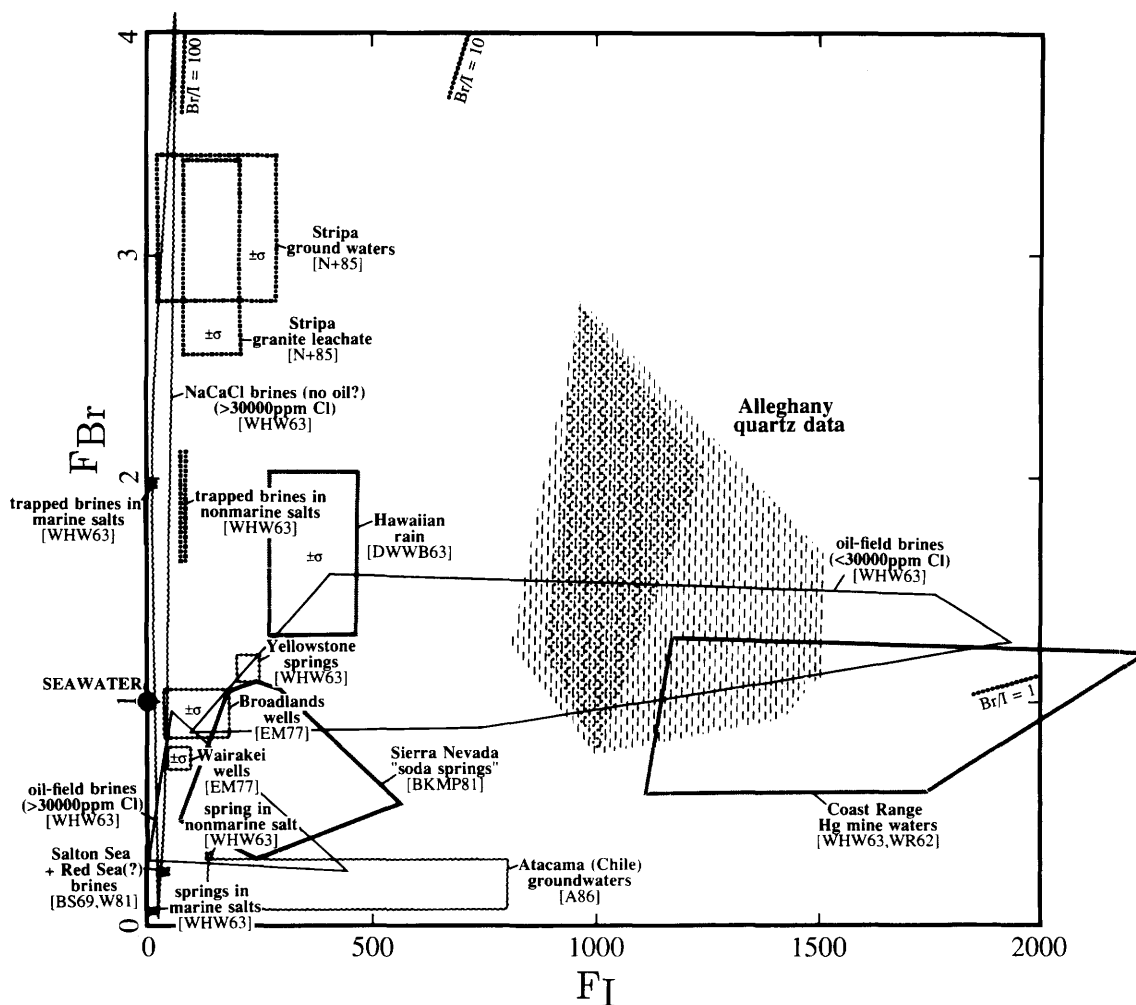 4
Br/I = 100
Br/I = 10
Stripa
ground waters
[N+85]
±σ
3
Stripa
granite leachate
[N+85]
±σ
NaCaCl brines (no oil?)
(>30000ppm Cl)
[WHW63]
Alleghany
quartz data
FBr
2
trapped brines in
marine salts
[WHW63]
trapped brines in
nonmarine salts
[WHW63]
Hawaiian
rain
[DWWB63]
±σ
oil-field brines
(<30000ppm Cl)
[WHW63]
Yellowstone
springs
[WHW63]
SEAWATER
1
±σ
Broadlands
wells
[EM77]
Br/I = 1
±σ
Wairakei
wells
[EM77]
Sierra Nevada
"soda springs"
[BKMP81]
oil-field brines
(>30000ppm Cl)
[WHW63]
spring in
nonmarine salt
[WHW63]
Coast Range
Hg mine waters
[WHW63,WR62]
Salton Sea
+ Red Sea(?)
brines
[BS69,W81]
springs in
marine salts
[WHW63]
Atacama (Chile)
groundwaters
[A86]
0
0
500
1000
1500
2000
FI